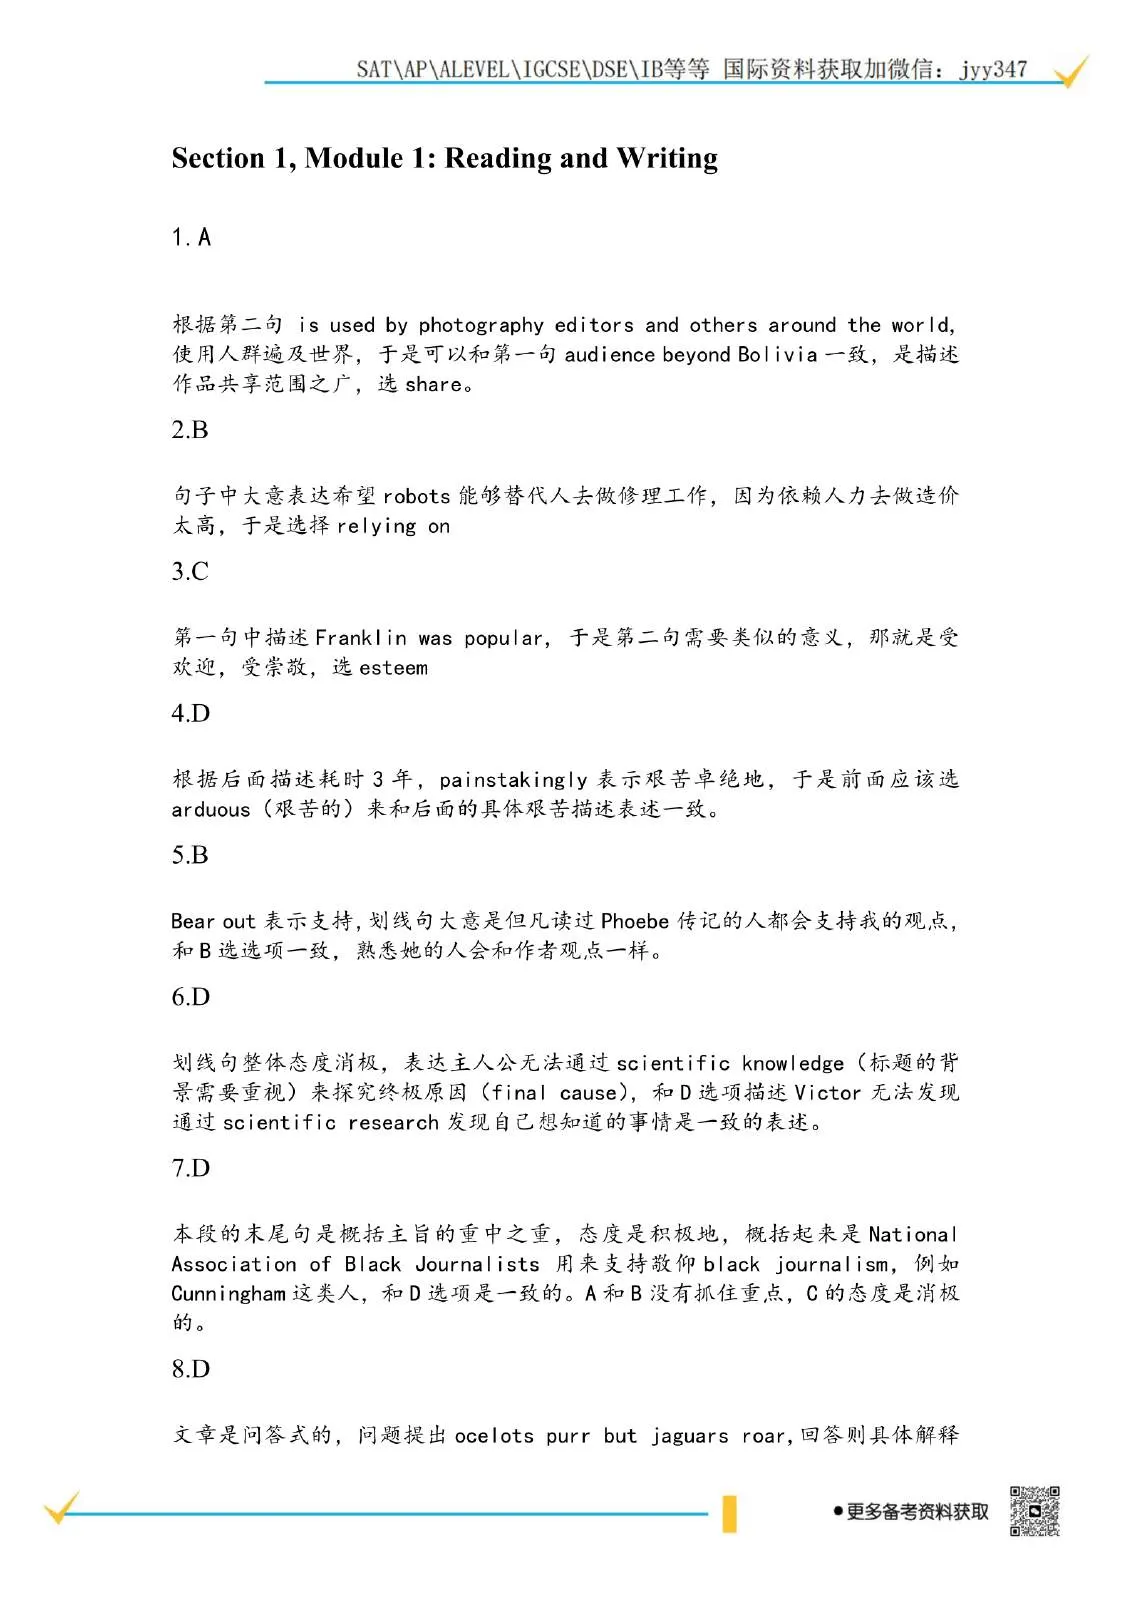 SAT\AP\ALEVEL\IGCSE\DSE\IB等等 国际资料获取加微信: jyy347
Section 1, Module 1: Reading and Writing
1. A
根据第二句 is used by photography editors and others around the world,
使用人群遍及世界，于是可以和第一句 audience beyond Bolivia 一致，是描述
作品共享范围之广，选 share。
2.B
句子中大意表达希望 robots 能够替代人去做修理工作，因为依赖人力去做造价
太高，于是选择 relying on
3.C
第一句中描述 Franklin was popular, 于是第二句需要类似的意义，那就是受
欢迎，受崇敬，选 esteem
4.D
根据后面描述耗时 3 年，painstakingly 表示艰苦卓绝地，于是前面应该选
arduous（艰苦的）来和后面的具体艰苦描述表述一致。
5.B
Bear out 表示支持,划线句大意是但凡读过 Phoebe 传记的人都会支持我的观点,
和 B 选选项一致，熟悉她的人会和作者观点一样。
6.D
划线句整体态度消极，表达主人公无法通过 scientific knowledge（标题的背
景需要重视）来探究终极原因（final cause），和 D 选项描述 Victor 无法发现
通过 scientific research 发现自己想知道的事情是一致的表述。
7.D
本段的末尾句是概括主旨的重中之重，态度是积极地，概括起来是 National
Association of Black Journalists 用来支持敬仰 black journalism, 例如
Cunningham 这类人，和 D 选项是一致的。A 和 B 没有抓住重点，C 的态度是消极
的。
8.D
文章是问答式的，问题提出 ocelots purr but jaguars roar,回答则具体解释
●更多备考资料获取